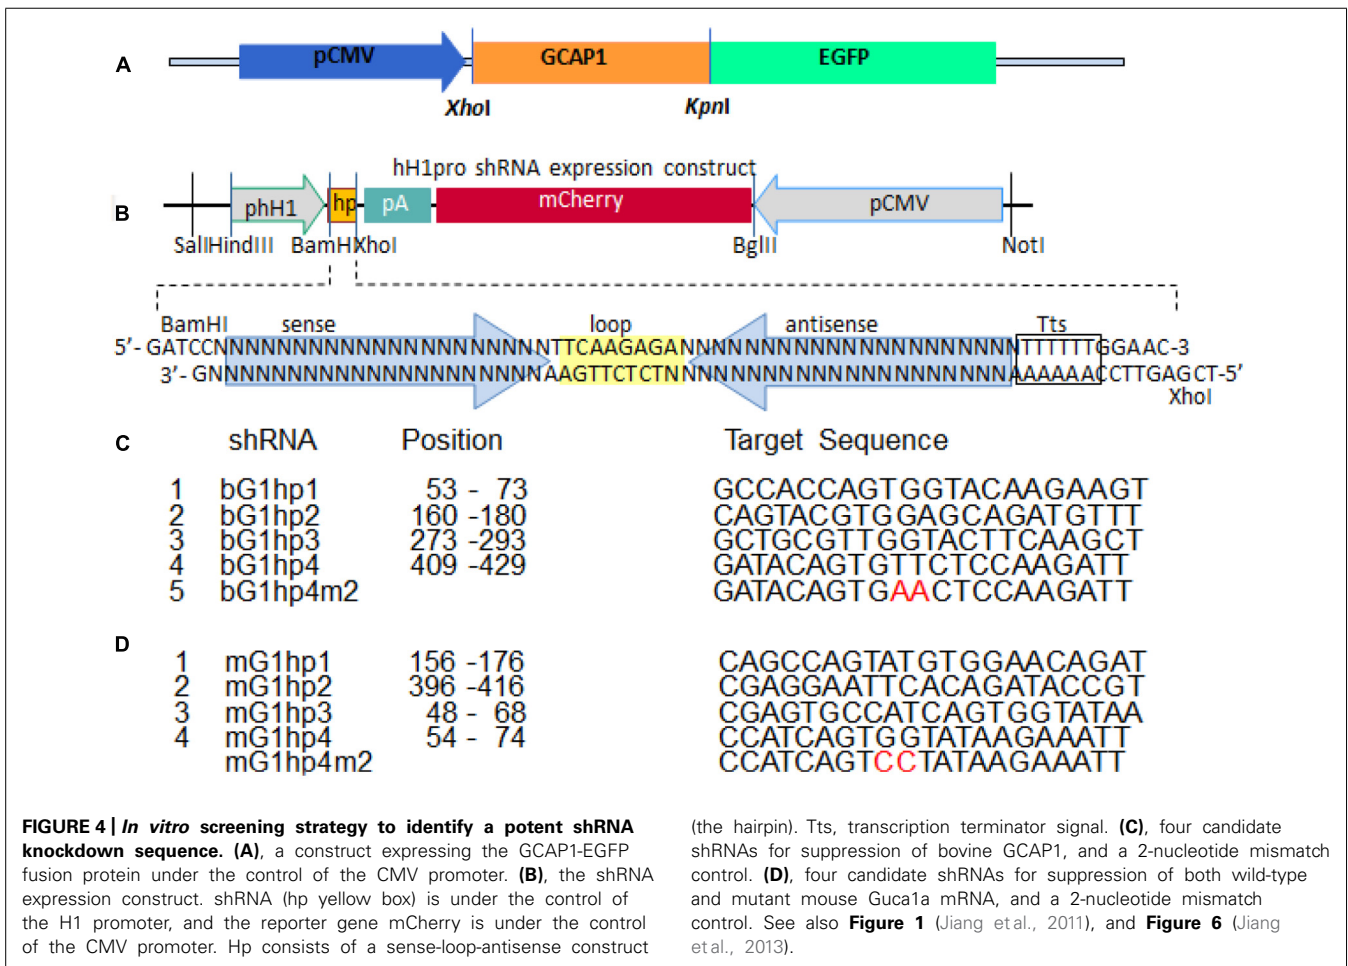 A
pCMV
GCAP1
EGFP
XhoI
KpnI
hH1pro shRNA expression construct
B
phH1
hp
pA
mCherry
pCMV
SalI HindIII BamHI XhoI
BglII
NotI
BamHI sense loop antisense Tts
5'- GATCCNNNNNNNNNNNNNNNNNNNNNTTCAAGAGANNNNNNNNNNNNNNNNNNNNNTTTTTTGGAAC-3
3'- GNNNNNNNNNNNNNNNNNNNNNAAGTTCTCTNNNNNNNNNNNNNNNNNNNNNAAAAAACCTTGAGCT-5'
XhoI
C shRNA Position Target Sequence
1 bG1hp1 53 - 73 GCCACCAGTGGTACAAGAAGT
2 bG1hp2 160 -180 CAGTACGTGGAGCAGATGTTT
3 bG1hp3 273 -293 GCTGCGTTGGTACTTCAAGCT
4 bG1hp4 409 -429 GATACAGTGTTCTCCAAGATT
5 bG1hp4m2 GATACAGTGAACTCCAAGATT
D
1 mG1hp1 156 -176 CAGCCAGTATGTGGAACAGAT
2 mG1hp2 396 -416 CGAGGAATTCACAGATACCGT
3 mG1hp3 48 - 68 CGAGTGCCATCAGTGGTATAA
4 mG1hp4 54 - 74 CCATCAGTGGTATAAGAAATT
mG1hp4m2 CCATCAGTCCTATAAGAAATT
FIGURE 4 | In vitro screening strategy to identify a potent shRNA
knockdown sequence. (A), a construct expressing the GCAP1-EGFP
fusion protein under the control of the CMV promoter. (B), the shRNA
expression construct. shRNA (hp yellow box) is under the control of
the H1 promoter, and the reporter gene mCherry is under the control
of the CMV promoter. Hp consists of a sense-loop-antisense construct
(the hairpin). Tts, transcription terminator signal. (C), four candidate
shRNAs for suppression of bovine GCAP1, and a 2-nucleotide mismatch
control. (D), four candidate shRNAs for suppression of both wild-type
and mutant mouse Guca1a mRNA, and a 2-nucleotide mismatch
control. See also Figure 1 (Jiang et al., 2011), and Figure 6 (Jiang
et al., 2013).